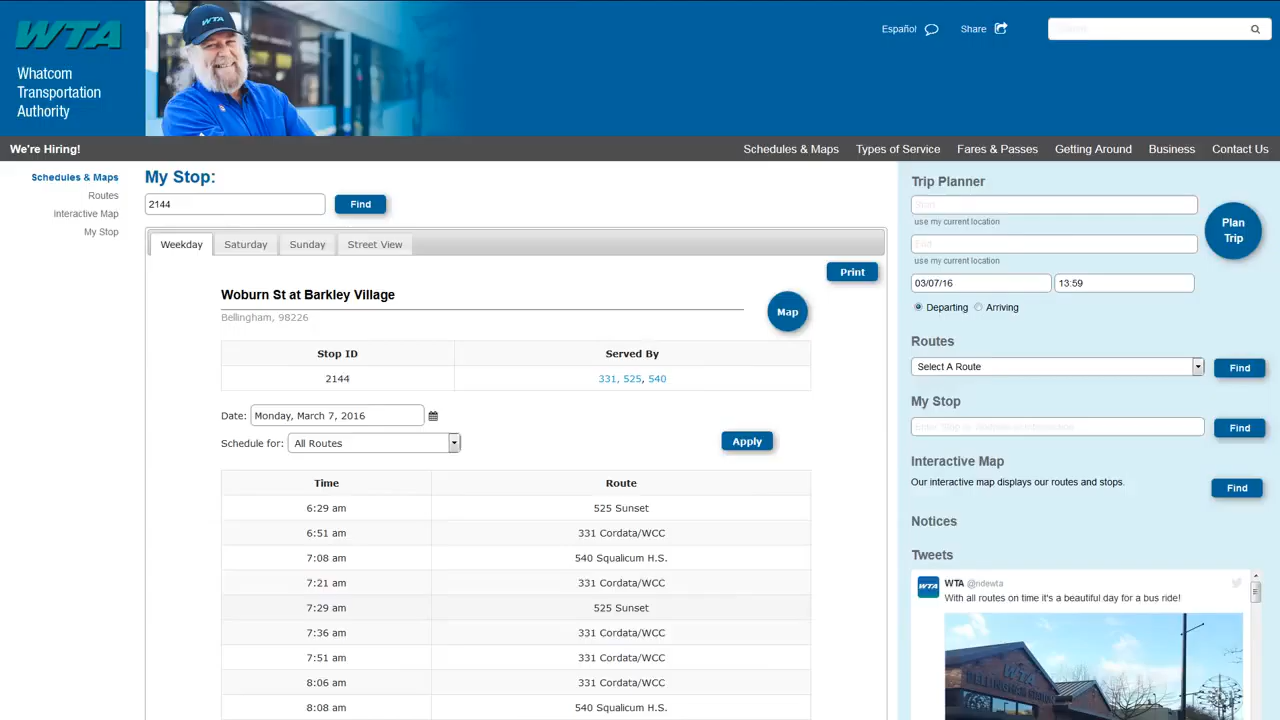 WTA
Whatcom
Transportation
Authority
WTA
Español
Share
We're Hiring!
Schedules & Maps
Types of Service
Fares & Passes
Getting Around
Business
Contact Us
Schedules & Maps
Routes
Interactive Map
My Stop
My Stop:
2144
Find
Weekday
Saturday
Sunday
Street View
Print
Woburn St at Barkley Village
Bellingham, 98226
Map
Stop ID
Served By
2144
331, 525, 540
Date:
Monday, March 7, 2016
Schedule for:
All Routes
Apply
Time
Route
6:29 am
525 Sunset
6:51 am
331 Cordata/WCC
7:08 am
540 Squalicum H.S.
7:21 am
331 Cordata/WCC
7:29 am
525 Sunset
7:36 am
331 Cordata/WCC
7:51 am
331 Cordata/WCC
8:06 am
331 Cordata/WCC
8:08 am
540 Squalicum H.S.
Trip Planner
Start
use my current location
use my current location
Plan
Trip
03/07/16
13:59
Departing
Arriving
Routes
Select A Route
Find
My Stop
Find
Interactive Map
Our interactive map displays our routes and stops.
Find
Notices
Tweets
WTA
WTA @ridewta
With all routes on time it's a beautiful day for a bus ride!
WTA
BELLINGHAM STATION